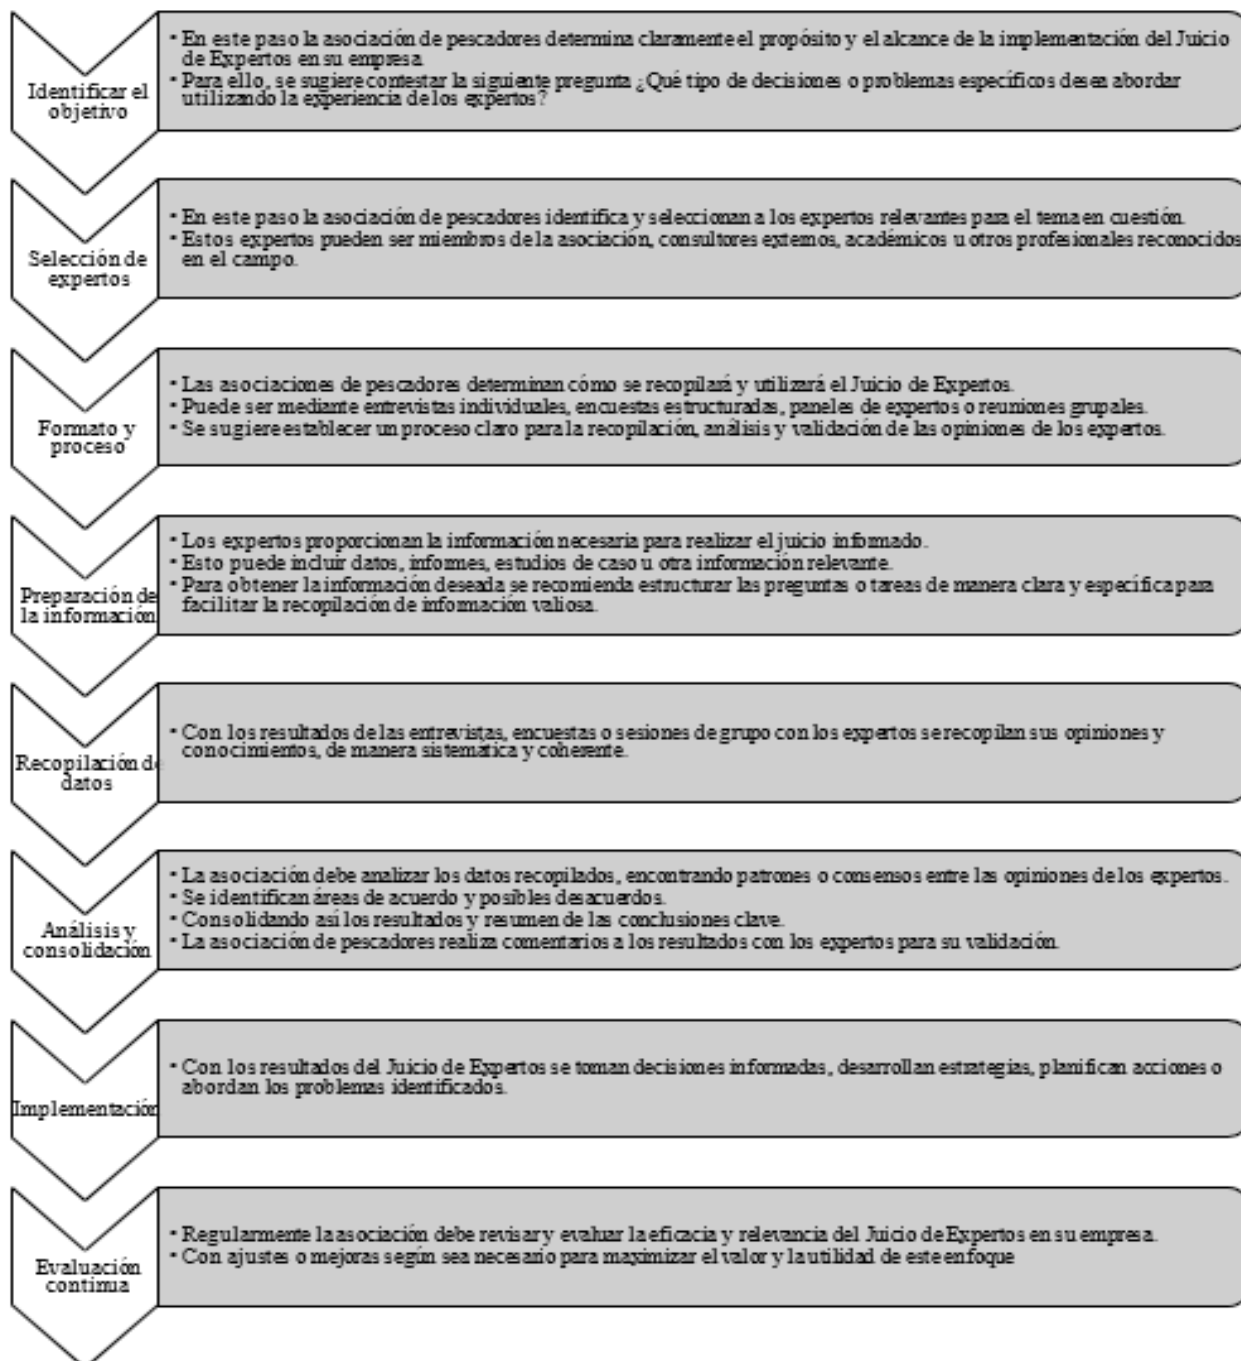 Identificar el
objetivo
• En este paso la asociación de pescadores determina claramente el propósito y el alcance de la implementación del Juicio
de Expertos en su empresa.
• Para ello, se sugiere contestar la siguiente pregunta ¿Qué tipo de decisiones o problemas específicos desea abordar
utilizando la experiencia de los expertos?
Selección de
expertos
• En este paso la asociación de pescadores identifica y seleccionan a los expertos relevantes para el tema en cuestión.
• Estos expertos pueden ser miembros de la asociación, consultores externos, académicos u otros profesionales reconocidos
en el campo.
Formato y
proceso
• Las asociaciones de pescadores determinan cómo se recopilará y utilizará el Juicio de Expertos.
• Puede ser mediante entrevistas individuales, encuestas estructuradas, paneles de expertos o reuniones grupales.
• Se sugiere establecer un proceso claro para la recopilación, análisis y validación de las opiniones de los expertos.
Preparación de
la información
• Los expertos proporcionan la información necesaria para realizar el juicio informado.
• Esto puede incluir datos, informes, estudios de caso u otra información relevante.
• Para obtener la información deseada se recomienda estructurar las preguntas o tareas de manera clara y específica para
facilitar la recopilación de información valiosa.
Recopilación de
datos
• Con los resultados de las entrevistas, encuestas o sesiones de grupo con los expertos se recopilan sus opiniones y
conocimientos, de manera sistemática y coherente.
Análisis y
consolidación
• La asociación debe analizar los datos recopilados, encontrando patrones o consensos entre las opiniones de los expertos.
• Se identifican áreas de acuerdo y posibles desacuerdos.
• Consolidando así los resultados y resumen de las conclusiones clave.
• La asociación de pescadores realiza comentarios a los resultados con los expertos para su validación.
Implementación
• Con los resultados del Juicio de Expertos se toman decisiones informadas, desarrollan estrategias, planifican acciones o
abordan los problemas identificados.
Evaluación
continua
• Regularmente la asociación debe revisar y evaluar la eficacia y relevancia del Juicio de Expertos en su empresa.
• Con ajustes o mejoras según sea necesario para maximizar el valor y la utilidad de este enfoque